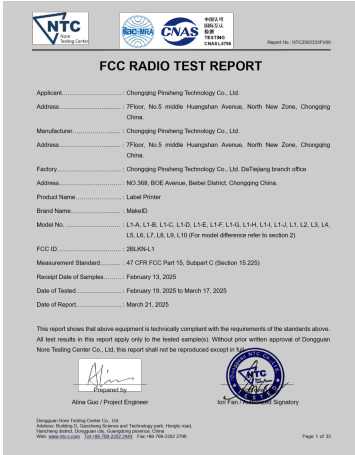 NTC
Nore
Testing Center
ilac-MRA
CNAS
中国认可
国际互认
检测
TESTING
CNAS L5795
Report No.: NTC2502333FV00
FCC RADIO TEST REPORT
Applicant : Chongqing Pinsheng Technology Co., Ltd.
Address : 7Floor, No.5 middle Huangshan Avenue, North New Zone, Chongqing
China.
Manufacturer : Chongqing Pinsheng Technology Co., Ltd.
Address : 7Floor, No.5 middle Huangshan Avenue, North New Zone, Chongqing
China.
Factory : Chongqing Pinsheng Technology Co., Ltd. DaTiejiang branch office
Address : NO.368, BOE Avenue, Beibei District, Chongqing China.
Product Name : Label Printer
Brand Name : MakeID
Model No. : L1-A, L1-B, L1-C, L1-D, L1-E, L1-F, L1-G, L1-H, L1-I, L1-J, L1, L2, L3, L4,
L5, L6, L7, L8, L9, L10 (For model difference refer to section 2)
FCC ID : 2BLKN-L1
Measurement Standard : 47 CFR FCC Part 15, Subpart C (Section 15.225)
Receipt Date of Samples : February 13, 2025
Date of Tested : February 19, 2025 to March 17, 2025
Date of Report : March 21, 2025
This report shows that above equipment is technically compliant with the requirements of the standards above.
All test results in this report apply only to the tested sample(s). Without prior written approval of Dongguan
Nore Testing Center Co., Ltd, this report shall not be reproduced except in full.
Prepared by
NTC
Alina Guo / Project Engineer
Iori Fan / Authorized Signatory
Dongguan Nore Testing Center Co., Ltd.
Address: Building D, Gaosheng Science and Technology park, Hongtu road,
Nancheng district, Dongguan city, Guangdong province, China
Web: www.ntc-c.com Tel:+86-769-2202 2444 Fax:+86-769-2202 2799
Page 1 of 35